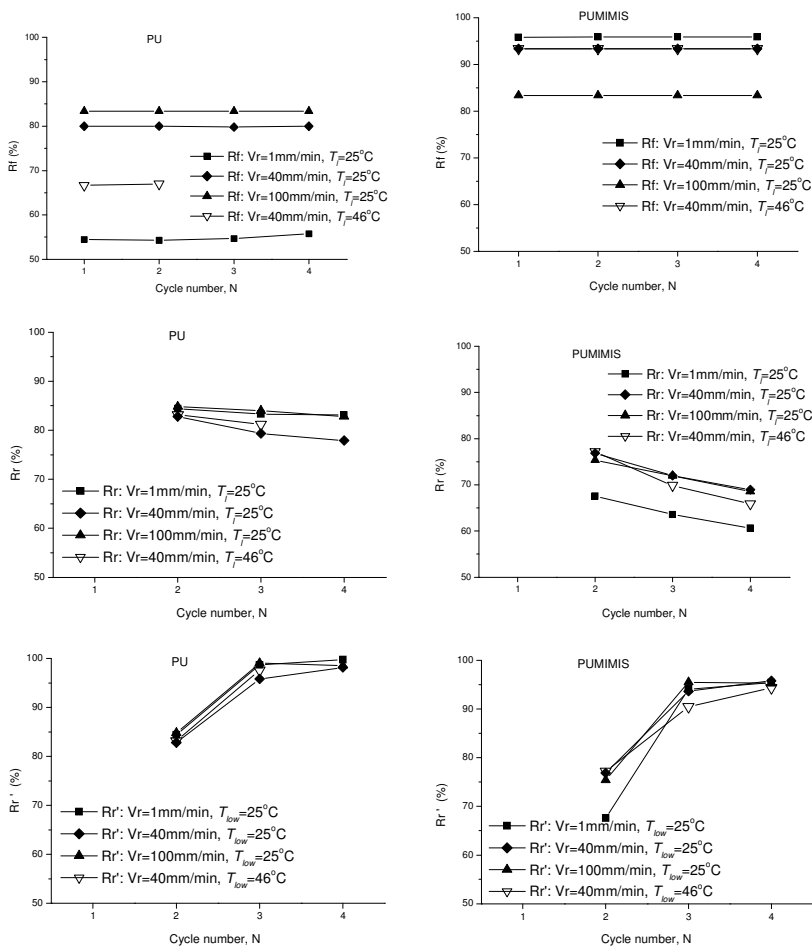 PU
Rf (%)
100
90
80
70
60
50
Rf: Vr=1mm/min, Tl=25°C
Rf: Vr=40mm/min, Tl=25°C
Rf: Vr=100mm/min, Tl=25°C
Rf: Vr=40mm/min, Tl=46°C
1 2 3 4
Cycle number, N
PUMIMIS
Rf (%)
100
90
80
70
60
50
Rf: Vr=1mm/min, Tl=25°C
Rf: Vr=40mm/min, Tl=25°C
Rf: Vr=100mm/min, Tl=25°C
Rf: Vr=40mm/min, Tl=46°C
1 2 3 4
Cycle number, N
PU
Rr (%)
100
90
80
70
60
50
Rr: Vr=1mm/min, Tl=25°C
Rr: Vr=40mm/min, Tl=25°C
Rr: Vr=100mm/min, Tl=25°C
Rr: Vr=40mm/min, Tl=46°C
1 2 3 4
Cycle number, N
PUMIMIS
Rr (%)
100
90
80
70
60
50
Rr: Vr=1mm/min, Tl=25°C
Rr: Vr=40mm/min, Tl=25°C
Rr: Vr=100mm/min, Tl=25°C
Rr: Vr=40mm/min, Tl=46°C
1 2 3 4
Cycle number, N
PU
Rr ' (%)
100
90
80
70
60
50
Rr': Vr=1mm/min, Tlow=25°C
Rr': Vr=40mm/min, Tlow=25°C
Rr': Vr=100mm/min, Tlow=25°C
Rr': Vr=40mm/min, Tlow=46°C
1 2 3 4
Cycle number, N
PUMIMIS
Rr ' (%)
100
90
80
70
60
50
Rr': Vr=1mm/min, Tlow=25°C
Rr': Vr=40mm/min, Tlow=25°C
Rr': Vr=100mm/min, Tlow=25°C
Rr': Vr=40mm/min, Tlow=46°C
1 2 3 4
Cycle number, N